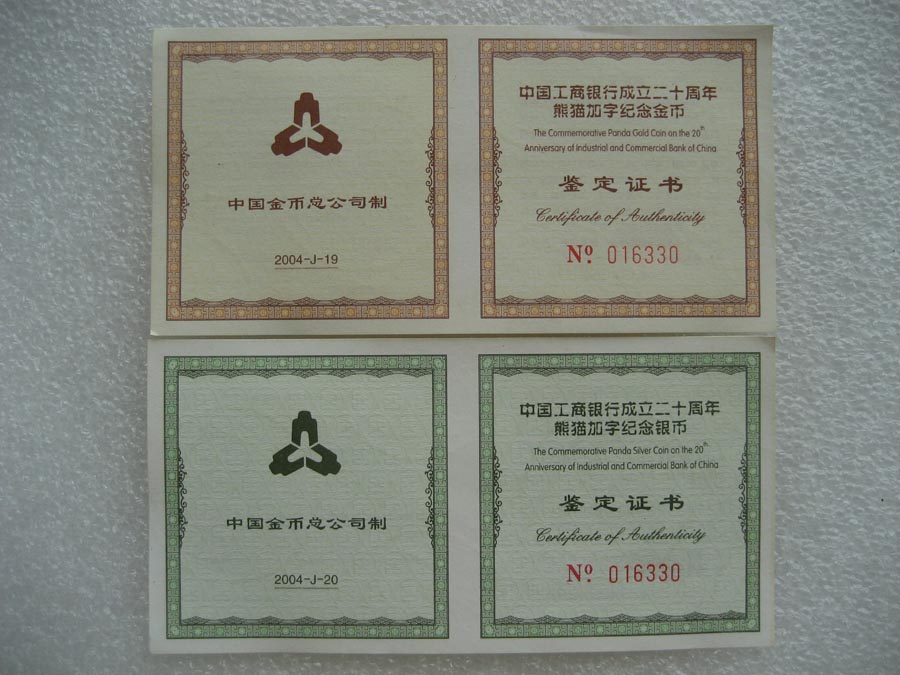 中国金币总公司制
2004-J-19
中国工商银行成立二十周年
熊猫加字纪念金币
The Commemorative Panda Gold Coin on the 20th
Anniversary of Industrial and Commercial Bank of China
鉴定证书
Certificate of Authenticity
Nº 016330
中国金币总公司制
2004-J-20
中国工商银行成立二十周年
熊猫加字纪念银币
The Commemorative Panda Silver Coin on the 20th
Anniversary of Industrial and Commercial Bank of China
鉴定证书
Certificate of Authenticity
Nº 016330